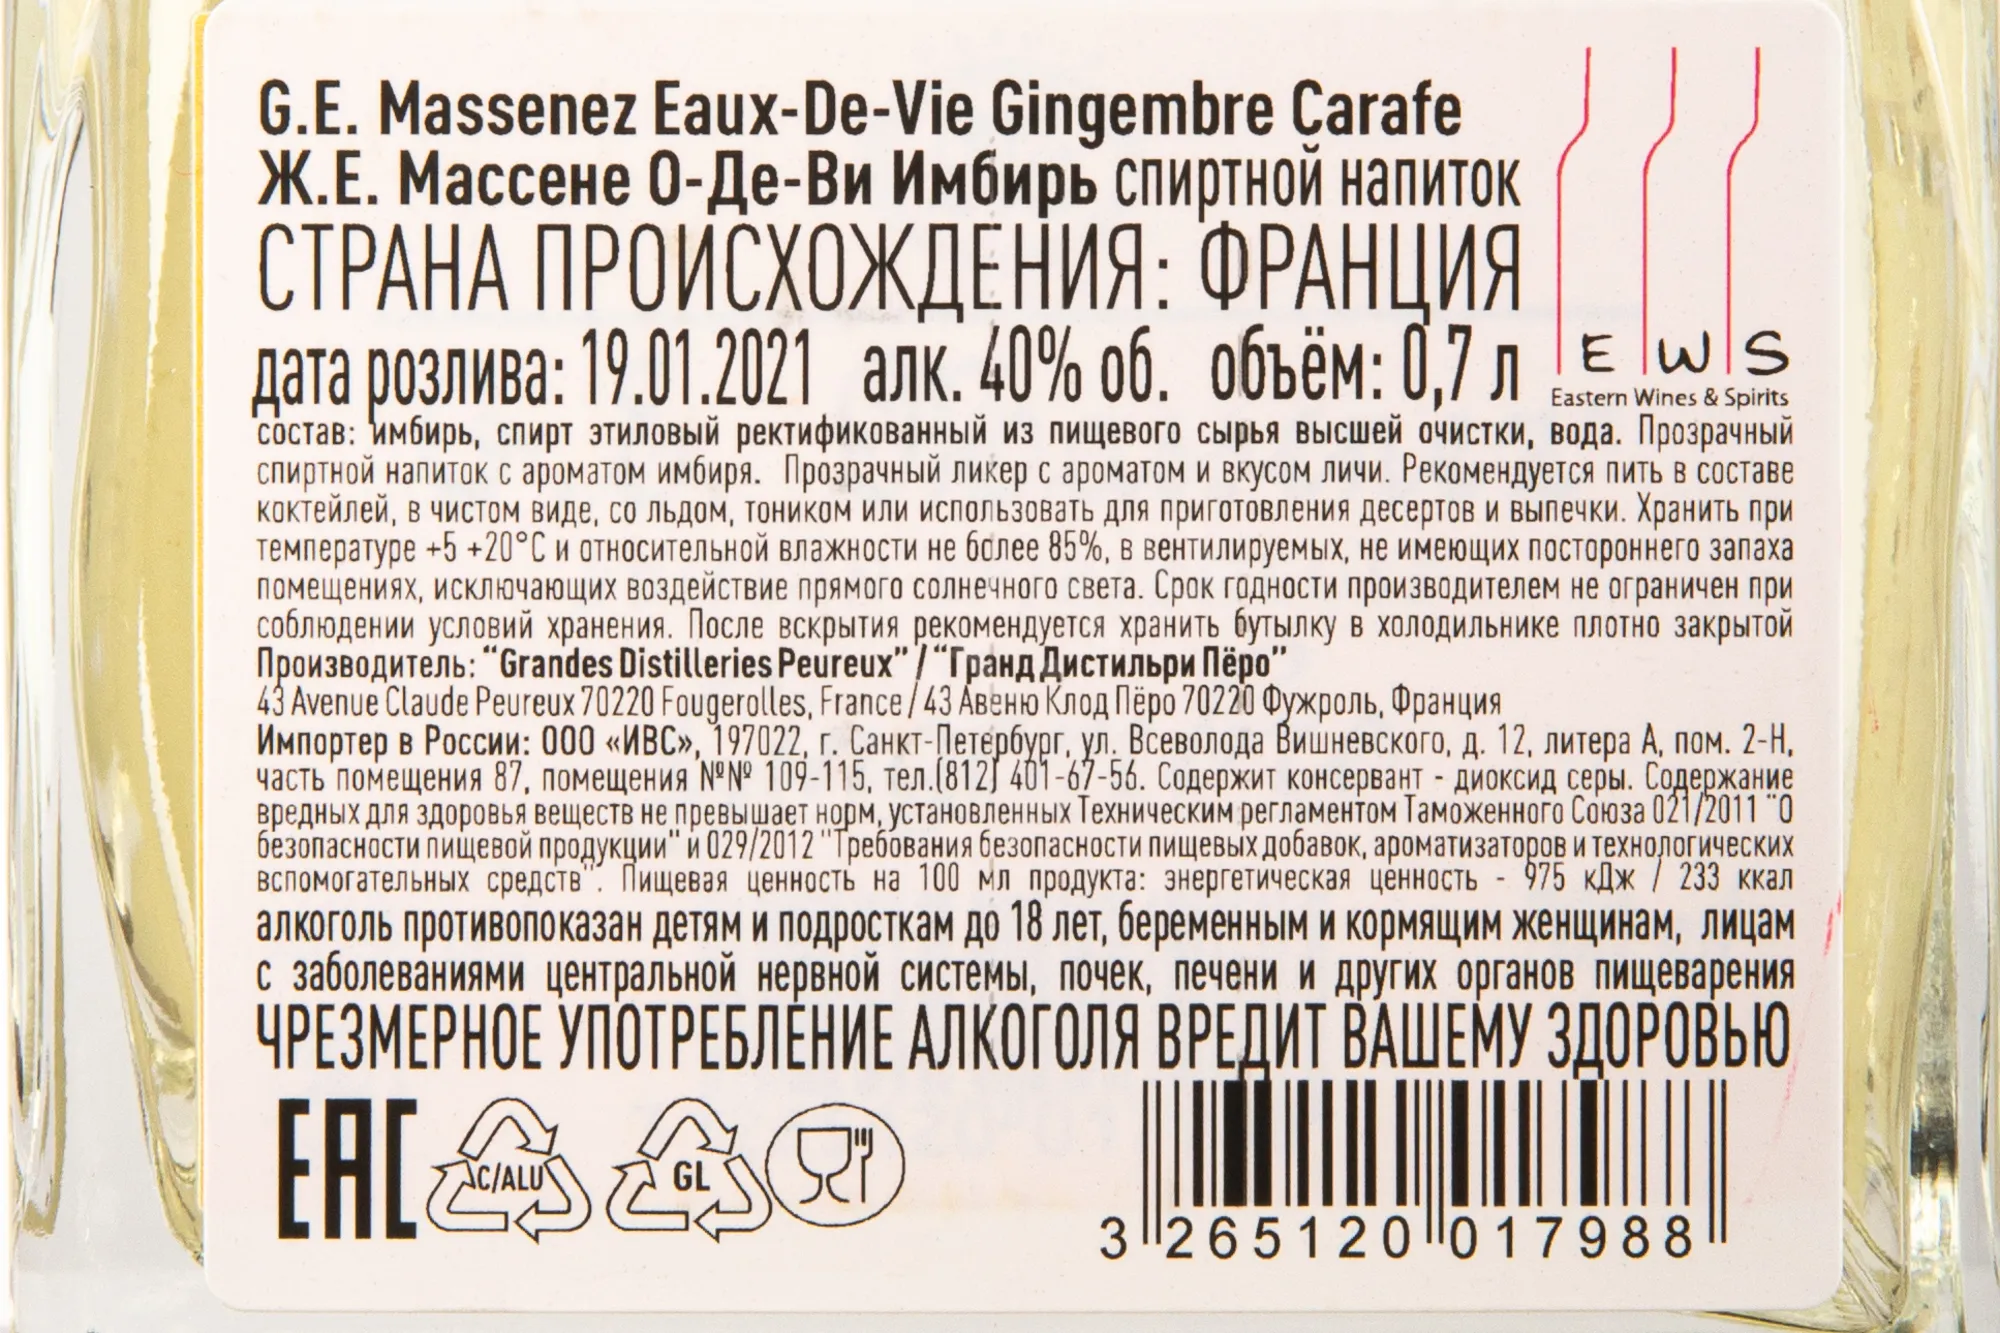 G.E. Massenez Eaux-De-Vie Gingembre Carafe
Ж.Е. Массене О-Де-Ви Имбирь спиртной напиток
СТРАНА ПРОИСХОЖДЕНИЯ: ФРАНЦИЯ
дата розлива: 19.01.2021 алк. 40% об. объём: 0,7 л
EWS
Eastern Wines & Spirits
состав: имбирь, спирт этиловый ректификованный из пищевого сырья высшей очистки, вода. Прозрачный
спиртной напиток с ароматом имбиря. Прозрачный ликер с ароматом и вкусом личи. Рекомендуется пить в составе
коктейлей, в чистом виде, со льдом, тоником или использовать для приготовления десертов и выпечки. Хранить при
температуре +5 +20°С и относительной влажности не более 85%, в вентилируемых, не имеющих постороннего запаха
помещениях, исключающих воздействие прямого солнечного света. Срок годности производителем не ограничен при
соблюдении условий хранения. После вскрытия рекомендуется хранить бутылку в холодильнике плотно закрытой
Производитель: "Grandes Distilleries Peureux" / "Гранд Дистильри Пёро"
43 Avenue Claude Peureux 70220 Fougerolles, France / 43 Авеню Клод Пёро 70220 Фужроль, Франция
Импортер в России: ООО «ИВС», 197022, г. Санкт-Петербург, ул. Всеволода Вишневского, д. 12, литера А, пом. 2-Н,
часть помещения 87, помещения №№ 109-115, тел.(812) 401-67-56. Содержит консервант - диоксид серы. Содержание
вредных для здоровья веществ не превышает норм, установленных Техническим регламентом Таможенного Союза 021/2011 "О
безопасности пищевой продукции" и 029/2012 "Требования безопасности пищевых добавок, ароматизаторов и технологических
вспомогательных средств". Пищевая ценность на 100 мл продукта: энергетическая ценность - 975 кДж / 233 ккал
алкоголь противопоказан детям и подросткам до 18 лет, беременным и кормящим женщинам, лицам
с заболеваниями центральной нервной системы, почек, печени и других органов пищеварения
ЧРЕЗМЕРНОЕ УПОТРЕБЛЕНИЕ АЛКОГОЛЯ ВРЕДИТ ВАШЕМУ ЗДОРОВЬЮ
EAC C/ALU GL
3 265120 017988